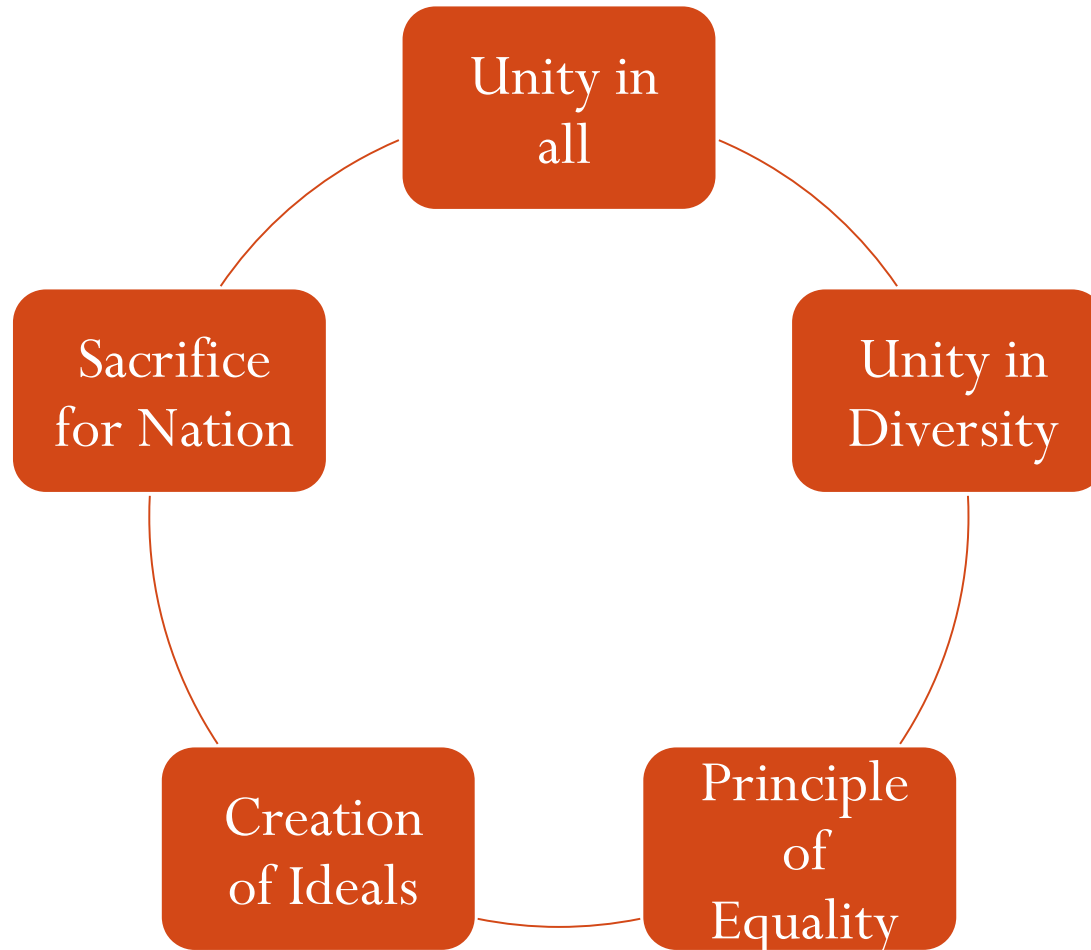 Unity in
all
Unity in
Diversity
Principle
of
Equality
Creation
of Ideals
Sacrifice
for Nation